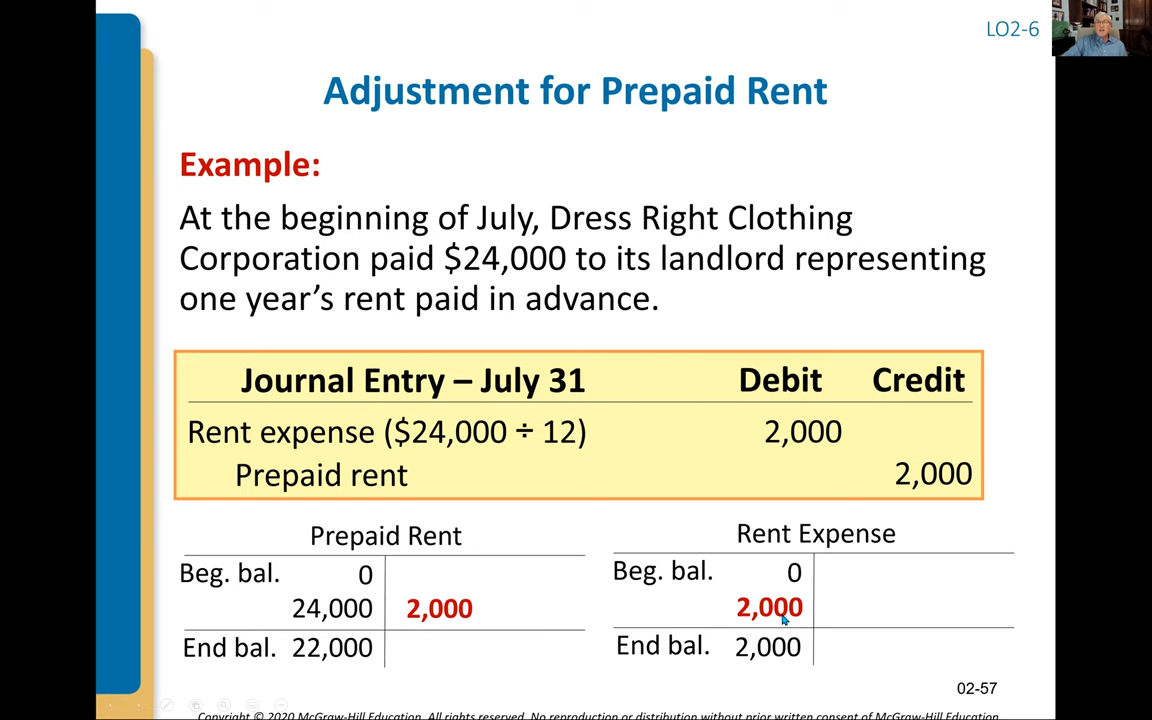 LO2-6
Adjustment for Prepaid Rent
Example:
At the beginning of July, Dress Right Clothing
Corporation paid $24,000 to its landlord representing
one year’s rent paid in advance.
Journal Entry – July 31 Debit Credit
Rent expense ($24,000 ÷ 12) 2,000
Prepaid rent 2,000
Prepaid Rent
Beg. bal. 0
24,000 2,000
End bal. 22,000
Rent Expense
Beg. bal. 0
2,000
End bal. 2,000
02-57
Copyright © 2020 McGraw-Hill Education. All rights reserved. No reproduction or distribution without prior written consent of McGraw-Hill Education